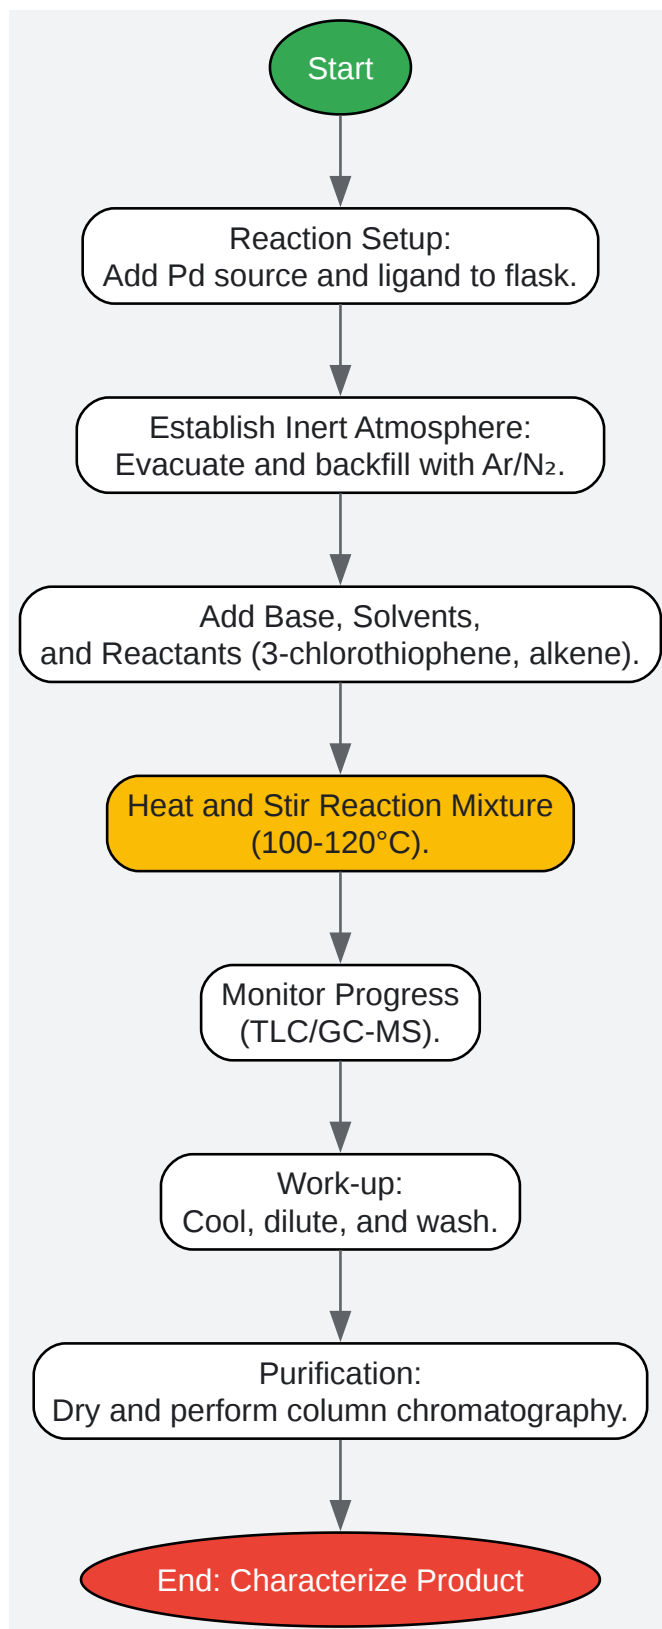 Start
Reaction Setup:
Add Pd source and ligand to flask.
Establish Inert Atmosphere:
Evacuate and backfill with Ar/N₂.
Add Base, Solvents,
and Reactants (3-chlorothiophene, alkene).
Heat and Stir Reaction Mixture
(100-120°C).
Monitor Progress
(TLC/GC-MS).
Work-up:
Cool, dilute, and wash.
Purification:
Dry and perform column chromatography.
End: Characterize Product